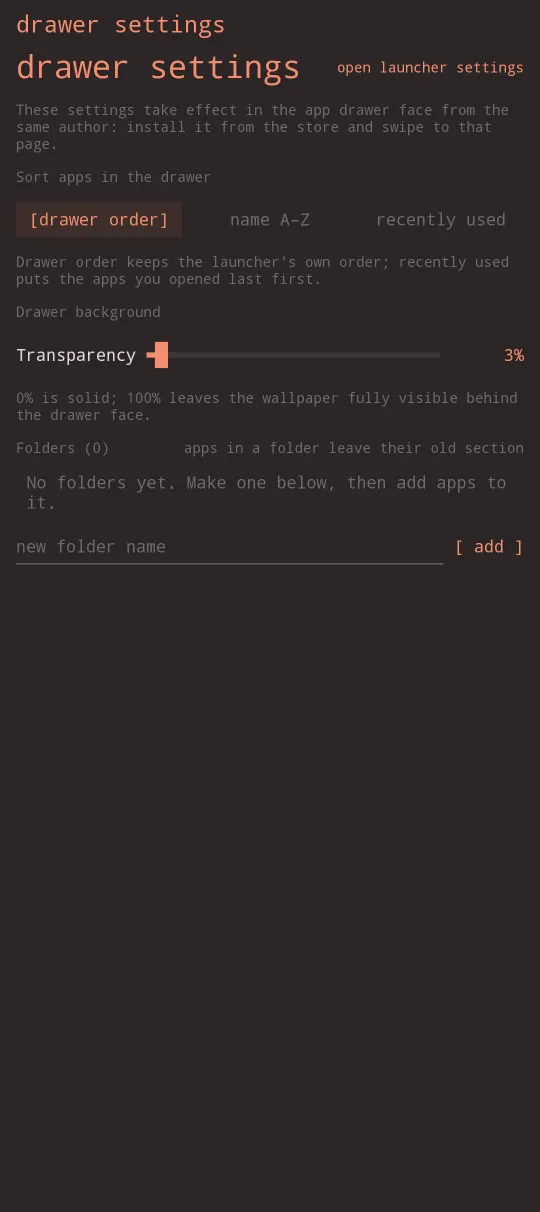 drawer settings
drawer settings
open launcher settings
These settings take effect in the app drawer face from the
same author: install it from the store and swipe to that
page.
Sort apps in the drawer
[drawer order]
name A–Z
recently used
Drawer order keeps the launcher's own order; recently used
puts the apps you opened last first.
Drawer background
Transparency
3%
0% is solid; 100% leaves the wallpaper fully visible behind
the drawer face.
Folders (0)
apps in a folder leave their old section
No folders yet. Make one below, then add apps to
it.
new folder name
[ add ]